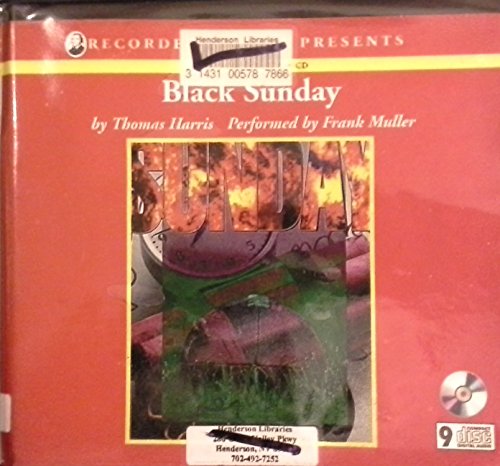 RECORDE PRESENTS
Henderson Libraries
3 1431 00578 7866
CD
Black Sunday
by Thomas Harris Performed by Frank Muller
SUNDAY
9 COMPACT
disc
DIGITAL AUDIO
Henderson Libraries
Pkwy
Henderson, NV
702-492-7252